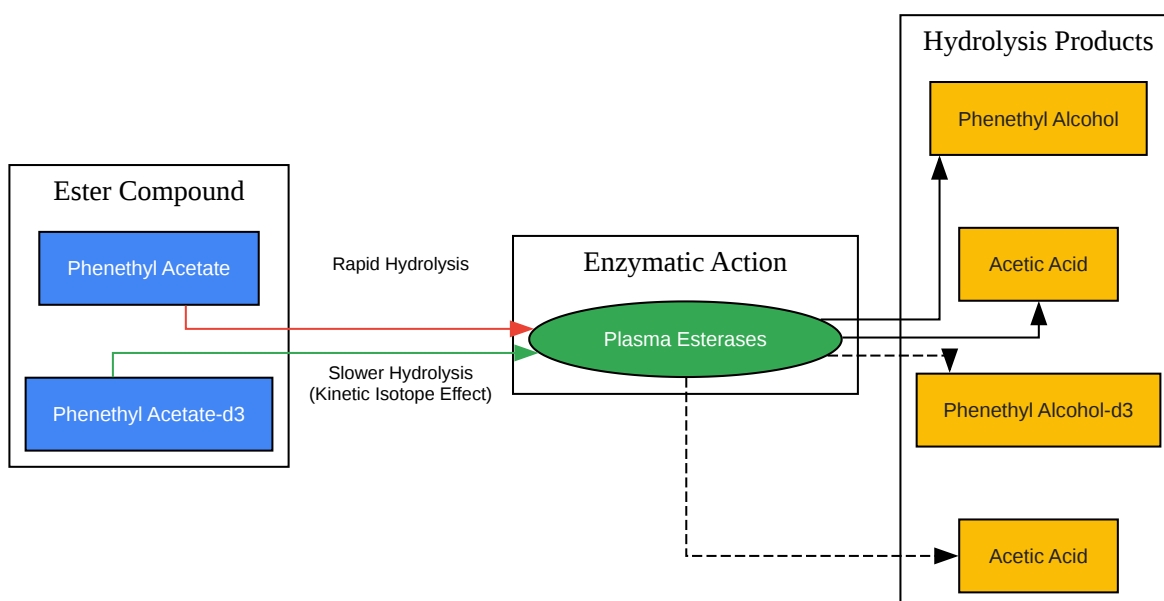 Ester Compound
Phenethyl Acetate
Phenethyl Acetate-d3
Rapid Hydrolysis
Slower Hydrolysis
(Kinetic Isotope Effect)
Enzymatic Action
Plasma Esterases
Hydrolysis Products
Phenethyl Alcohol
Acetic Acid
Phenethyl Alcohol-d3
Acetic Acid